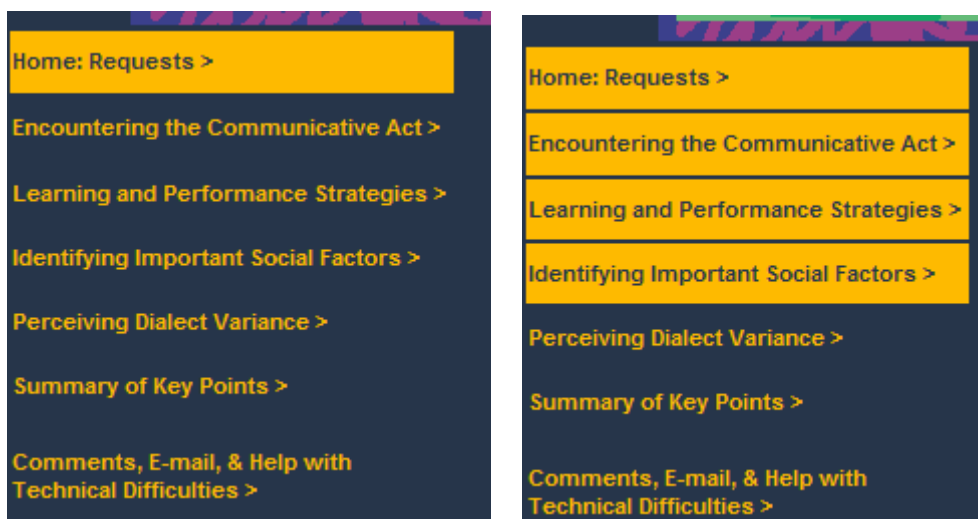 Home: Requests >
Encountering the Communicative Act >
Learning and Performance Strategies >
Identifying Important Social Factors >
Perceiving Dialect Variance >
Summary of Key Points >
Comments, E-mail, & Help with
Technical Difficulties >
Home: Requests >
Encountering the Communicative Act >
Learning and Performance Strategies >
Identifying Important Social Factors >
Perceiving Dialect Variance >
Summary of Key Points >
Comments, E-mail, & Help with
Technical Difficulties >